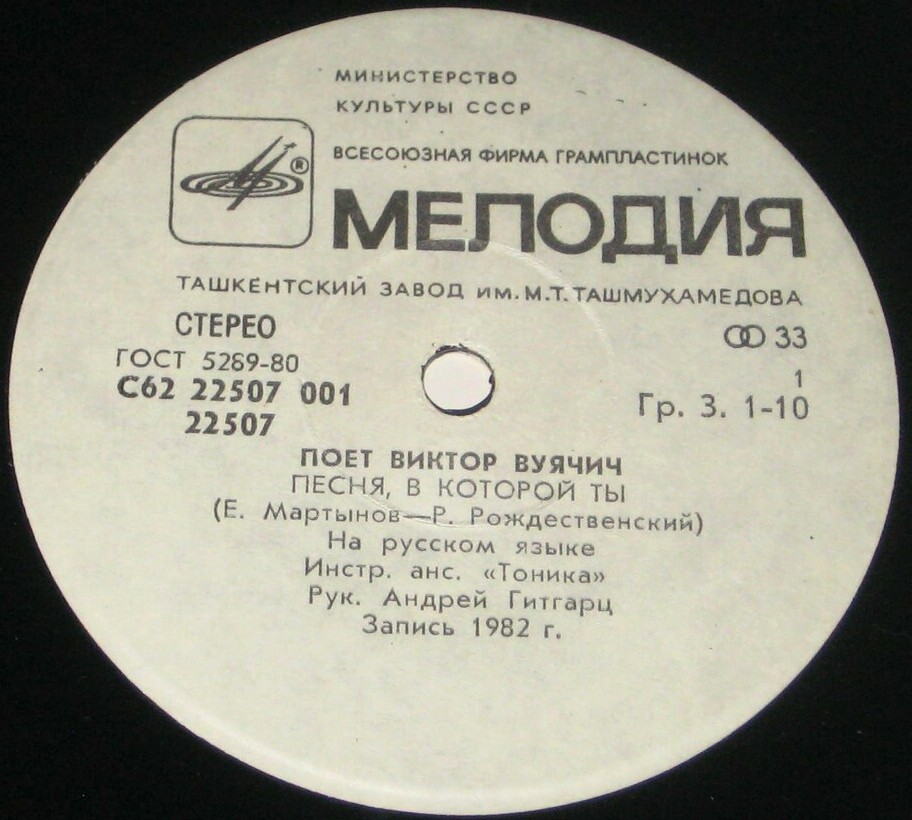 МИНИСТЕРСТВО
КУЛЬТУРЫ СССР
ВСЕСОЮЗНАЯ ФИРМА ГРАМПЛАСТИНОК
®
МЕЛОДИЯ
ТАШКЕНТСКИЙ ЗАВОД ИМ. М.Т. ТАШМУХАМЕДОВА
СТЕРЕО
33
ГОСТ 5289-80
1
С62 22507 001
Гр. 3. 1-10
22507
ПОЕТ ВИКТОР ВУЯЧИЧ
ПЕСНЯ, В КОТОРОЙ ТЫ
(Е. Мартынов—Р. Рождественский)
На русском языке
Инстр. анс. «Тоника»
Рук. Андрей Гитгарц
Запись 1982 г.